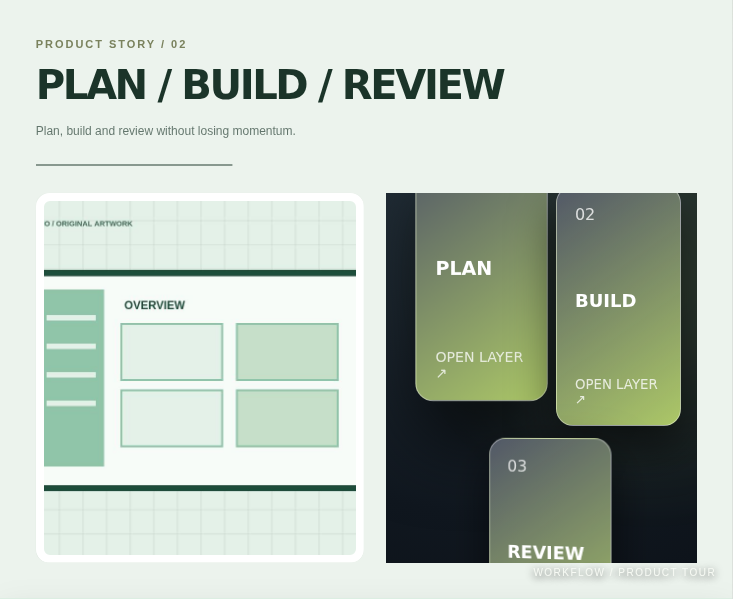 PRODUCT STORY / 02
PLAN / BUILD / REVIEW
Plan, build and review without losing momentum.
O / ORIGINAL ARTWORK
OVERVIEW
PLAN
OPEN LAYER
↗
02
BUILD
OPEN LAYER
↗
03
REVIEW
WORKFLOW / PRODUCT TOUR